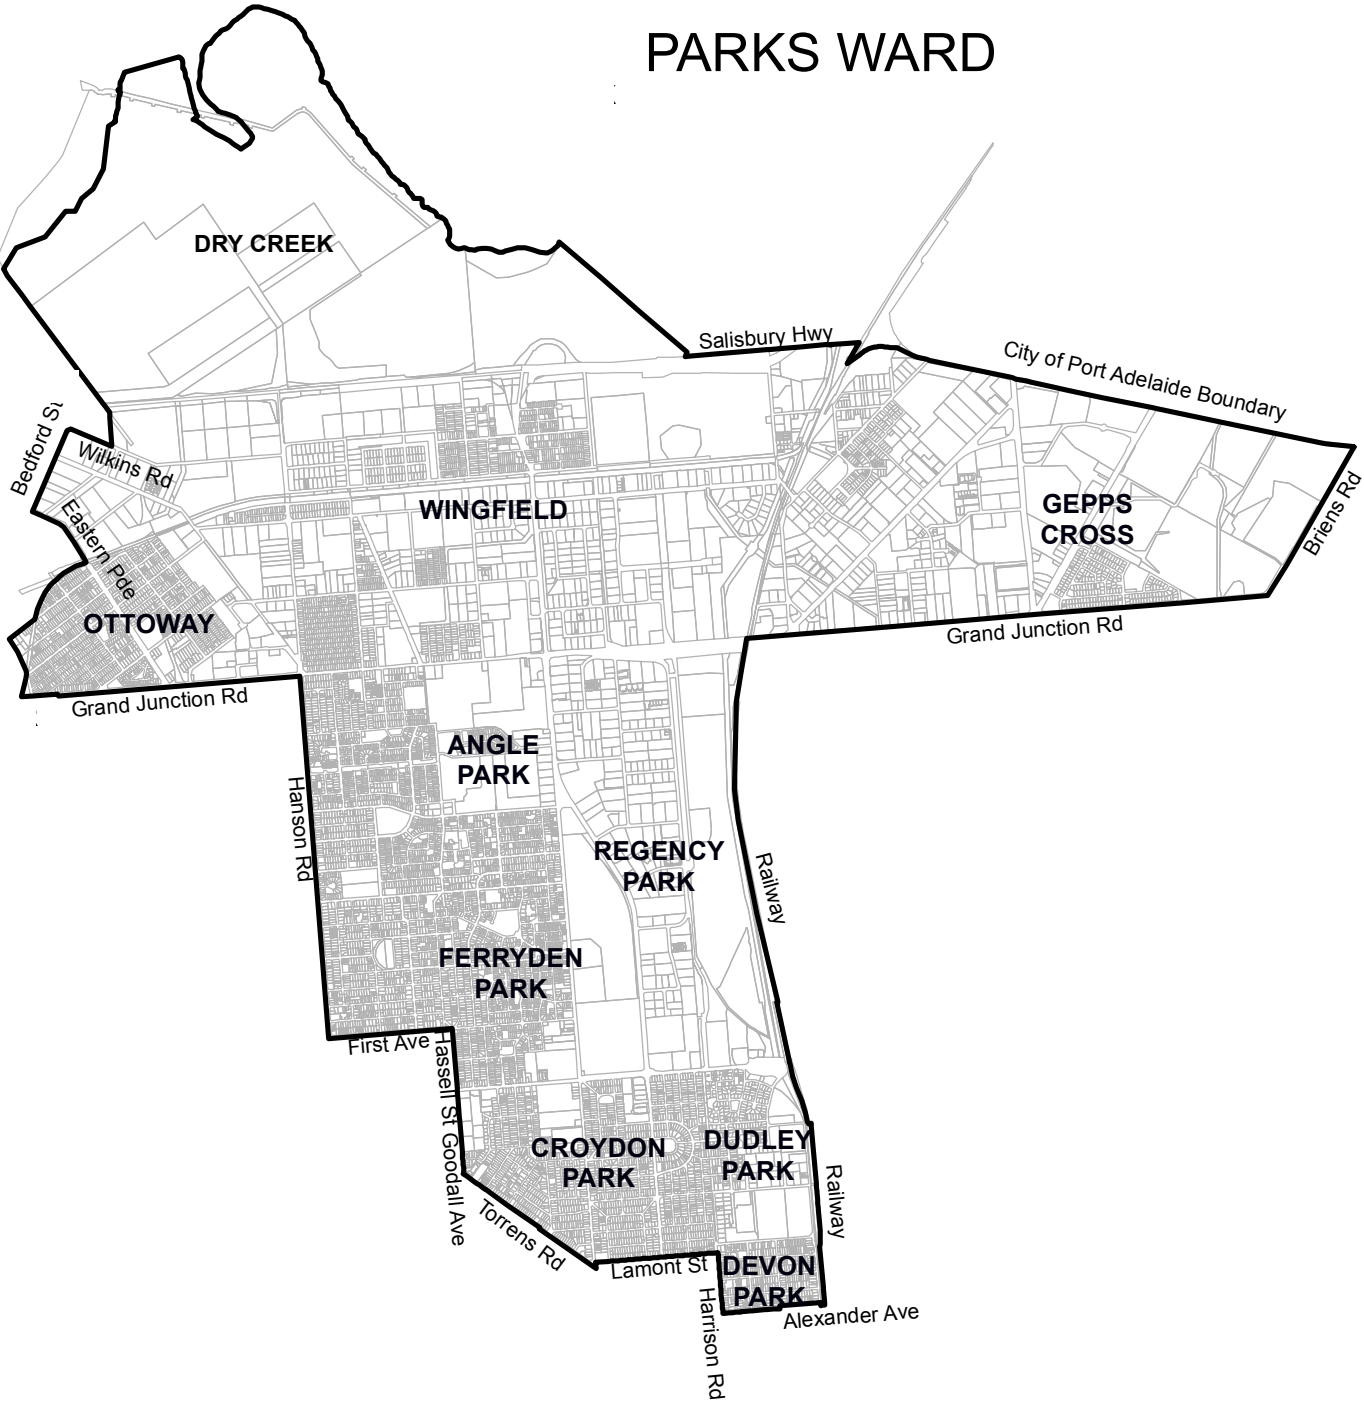 PARKS WARD
DRY CREEK
Salisbury Hwy
City of Port Adelaide Boundary
Bedford St
Wilkins Rd
WINGFIELD
GEPPS
CROSS
Briens Rd
Eastern Pde
OTTOWAY
Grand Junction Rd
Grand Junction Rd
ANGLE
PARK
Hanson Rd
REGENCY
PARK
Railway
FERRYDEN
PARK
First Ave
Hassell St
Goodall Ave
CROYDON
PARK
DUDLEY
PARK
Railway
Torrens Rd
Lamont St
DEVON
PARK
Harrison Rd
Alexander Ave